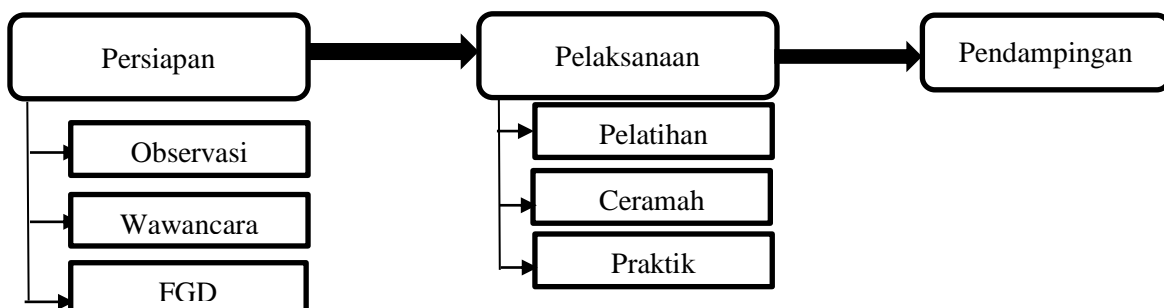 Persiapan
Pelaksanaan
Pendampingan
Observasi
Wawancara
FGD
Pelatihan
Ceramah
Praktik